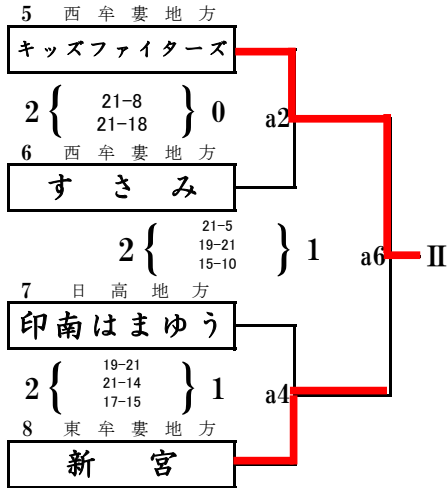 5 西牟婁地方
キッズファイターズ
2 { 21-8 } 0
21-18
a2
6 西牟婁地方
すさみ
2 { 21-5 } 1
19-21
15-10
a6 Ⅱ
7 日高地方
印南はまゆう
2 { 19-21 } 1
21-14
17-15
a4
8 東牟婁地方
新宮